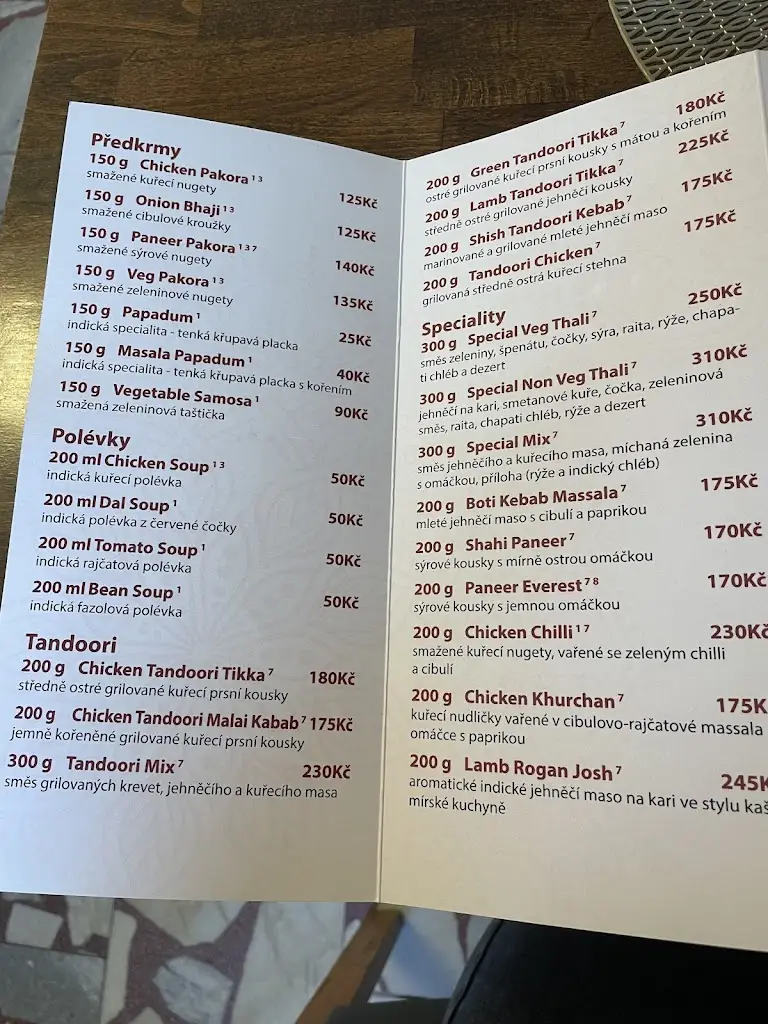 Předkrmy
150 g Chicken Pakora 1 3
smažené kuřecí nugety 125Kč
150 g Onion Bhaji 1 3
smažené cibulové kroužky 125Kč
150 g Paneer Pakora 1 3 7
smažené sýrové nugety 140Kč
150 g Veg Pakora 1 3
smažené zeleninové nugety 135Kč
150 g Papadum 1
indická specialita - tenká křupavá placka 25Kč
150 g Masala Papadum 1 40Kč
indická specialita - tenká křupavá placka s kořením
150 g Vegetable Samosa 1 90Kč
smažená zeleninová taštička
Polévky
200 ml Chicken Soup 1 3
indická kuřecí polévka 50Kč
200 ml Dal Soup 1
indická polévka z červené čočky 50Kč
200 ml Tomato Soup 1
indická rajčatová polévka 50Kč
200 ml Bean Soup 1
indická fazolová polévka 50Kč
Tandoori
200 g Chicken Tandoori Tikka 7 180Kč
středně ostré grilované kuřecí prsní kousky
200 g Chicken Tandoori Malai Kabab 7 175Kč
jemně kořeněné grilované kuřecí prsní kousky
300 g Tandoori Mix 7 230Kč
směs grilovaných krevet, jehněčího a kuřecího masa
200 g Green Tandoori Tikka 7 180Kč
ostré grilované kuřecí prsní kousky s mátou a kořením
200 g Lamb Tandoori Tikka 7 225Kč
středně ostré grilované jehněčí kousky
200 g Shish Tandoori Kebab 7 175Kč
marinované a grilované mleté jehněčí maso
200 g Tandoori Chicken 7 175Kč
grilovaná středně ostrá kuřecí stehna
Speciality
300 g Special Veg Thali 7 250Kč
směs zeleniny, špenátu, čočky, sýra, raita, rýže, chapa-
ti chléb a dezert
300 g Special Non Veg Thali 7 310Kč
jehněčí na kari, smetanové kuře, čočka, zeleninová
směs, raita, chapati chléb, rýže a dezert
300 g Special Mix 7 310Kč
směs jehněčího a kuřecího masa, míchaná zelenina
s omáčkou, příloha (rýže a indický chléb)
200 g Boti Kebab Massala 7 175Kč
mleté jehněčí maso s cibulí a paprikou
200 g Shahi Paneer 7 170Kč
sýrové kousky s mírně ostrou omáčkou
200 g Paneer Everest 7 8 170Kč
sýrové kousky s jemnou omáčkou
200 g Chicken Chilli 1 7 230Kč
smažené kuřecí nugety, vařené se zeleným chilli
a cibulí
200 g Chicken Khurchan 7 175K
kuřecí nudličky vařené v cibulovo-rajčatové massala
omáčce s paprikou
200 g Lamb Rogan Josh 7 245K
aromatické indické jehněčí maso na kari ve stylu kaš
mírské kuchyně